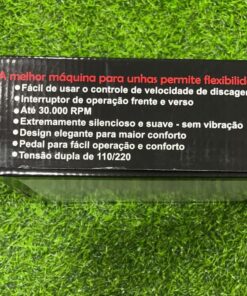 A melhor máquina para unhas permite flexibilid
• Fácil de usar o controle de velocidade de discagem
• Interruptor de operação frente e verso
• Até 30.000 RPM
• Extremamente silencioso e suave - sem vibração
• Design elegante para maior conforto
• Pedal para fácil operação e conforto
• Tensão dupla de 110/220